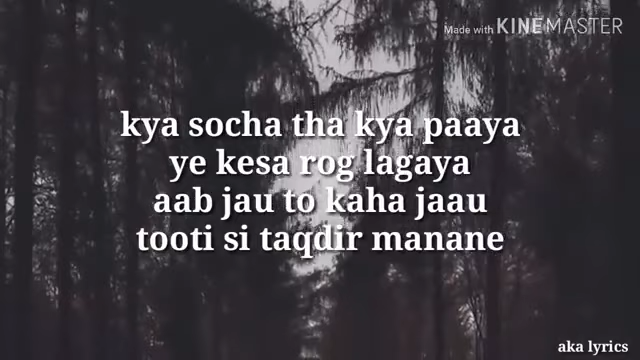 Made with KINEMASTER
kya socha tha kya paaya
ye kesa rog lagaya
aab jau to kaha jaau
tooti si taqdir manane
aka lyrics